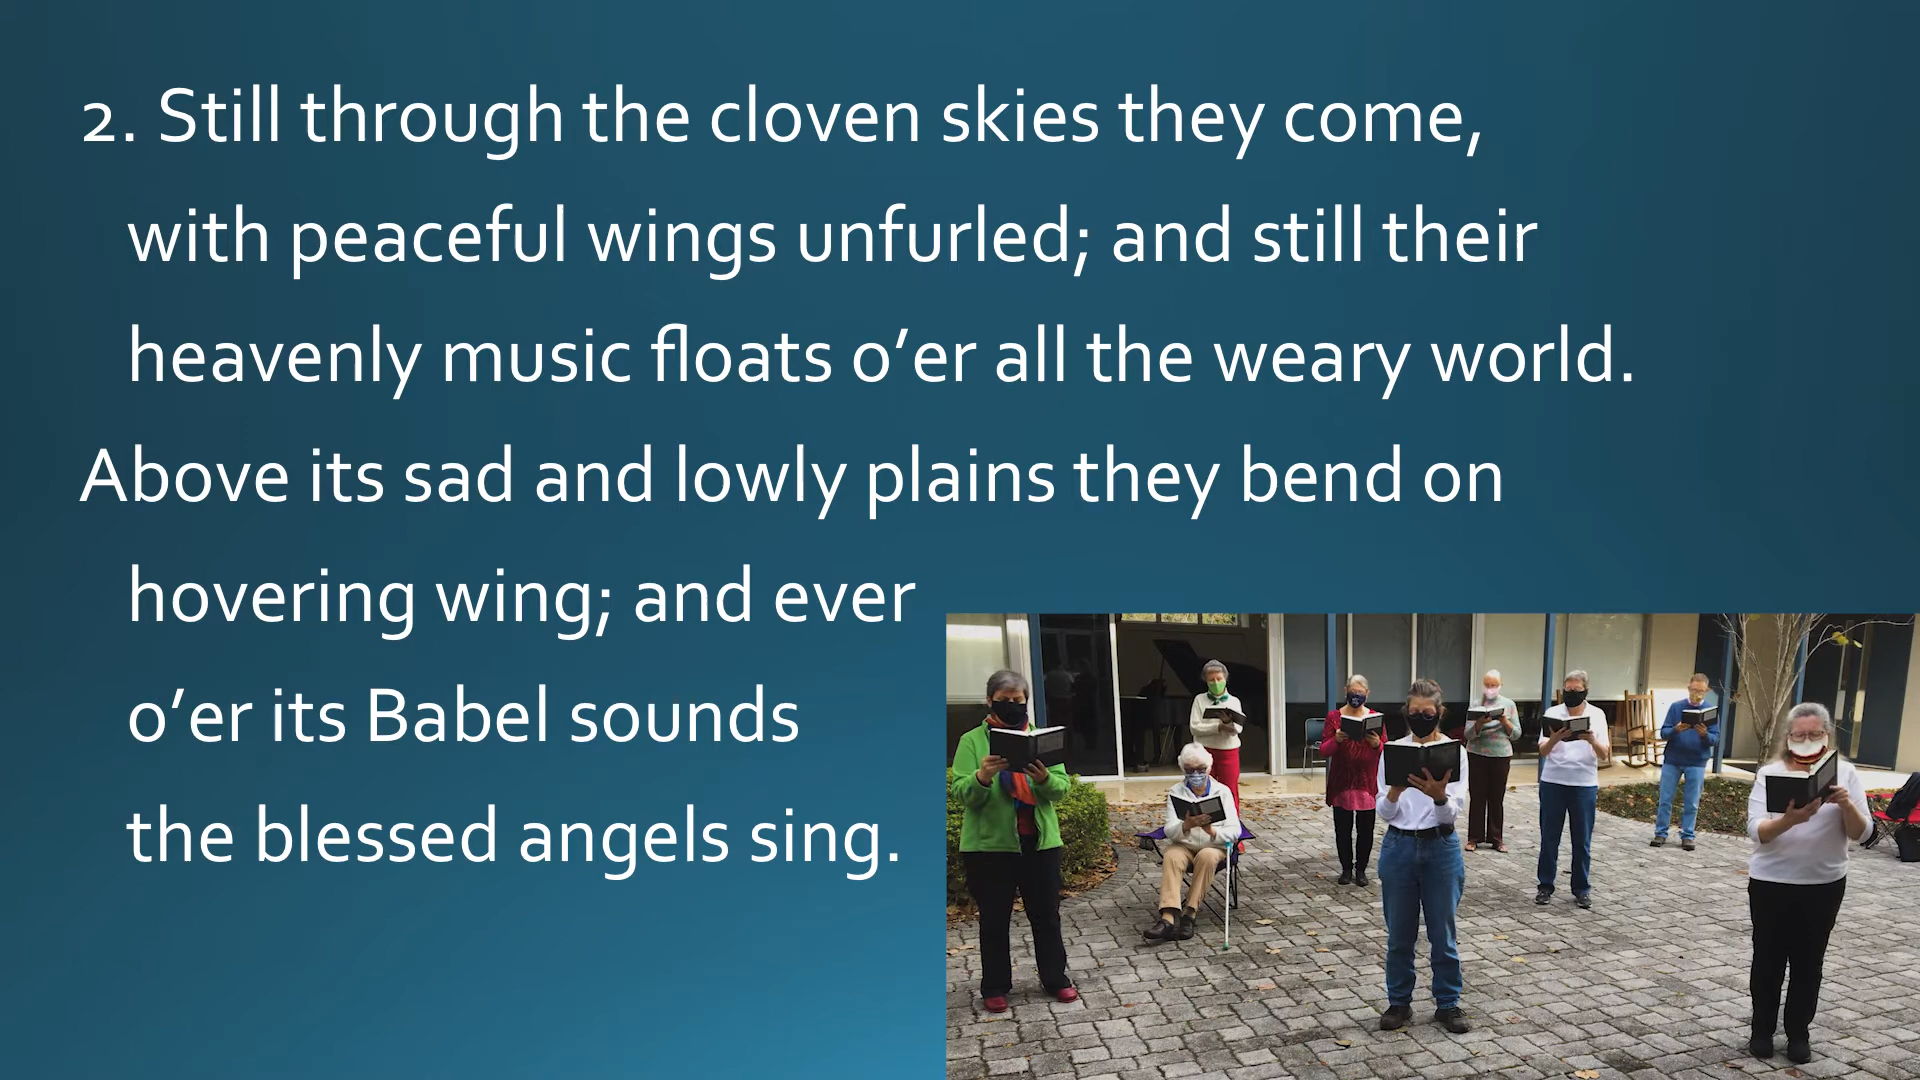 2. Still through the cloven skies they come,
with peaceful wings unfurled; and still their
heavenly music floats o’er all the weary world.
Above its sad and lowly plains they bend on
hovering wing; and ever
o’er its Babel sounds
the blessed angels sing.